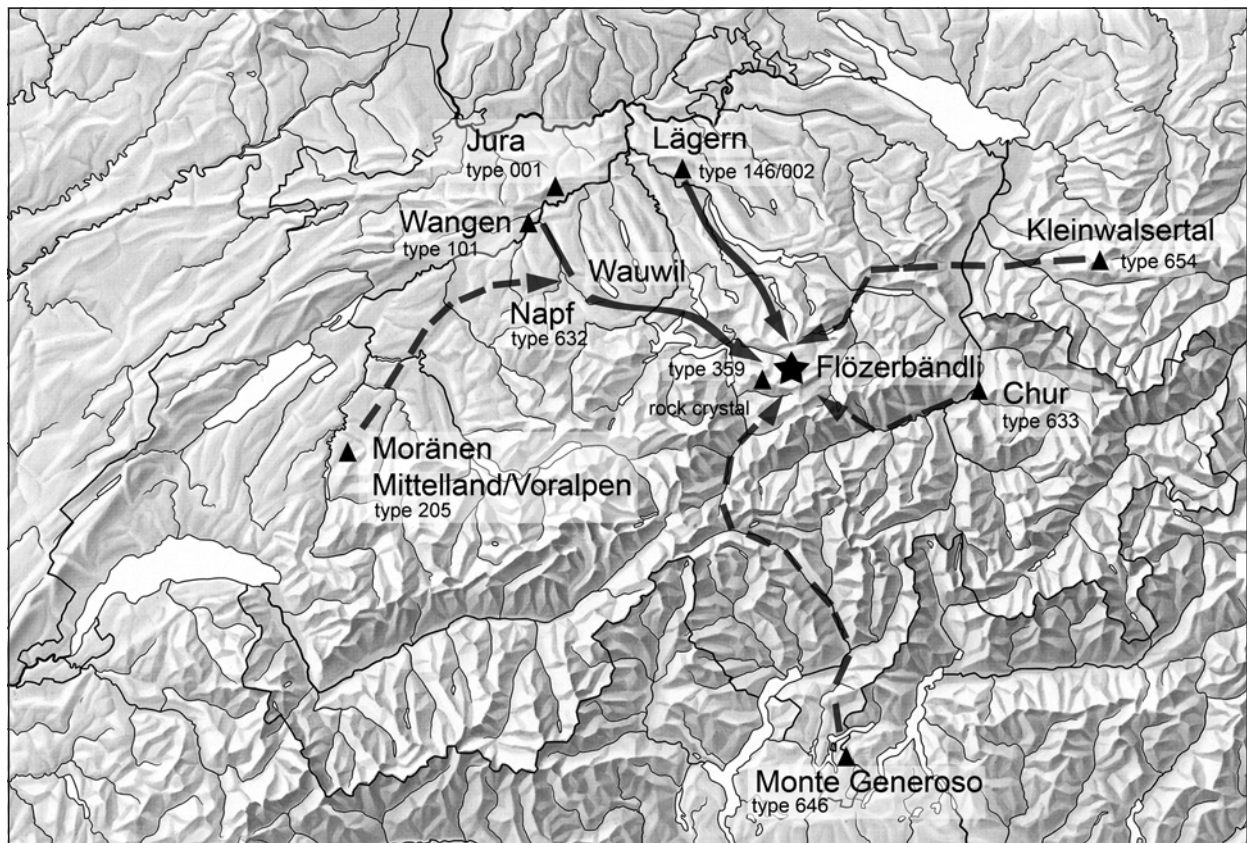 Jura
type 001
Lägern
type 146/002
Wangen
type 101
Kleinwalsertal
type 654
Wauwil
Napf
type 632
type 359
Flözerbändli
rock crystal
Chur
type 633
Moränen
Mittelland/Voralpen
type 205
Monte Generoso
type 646